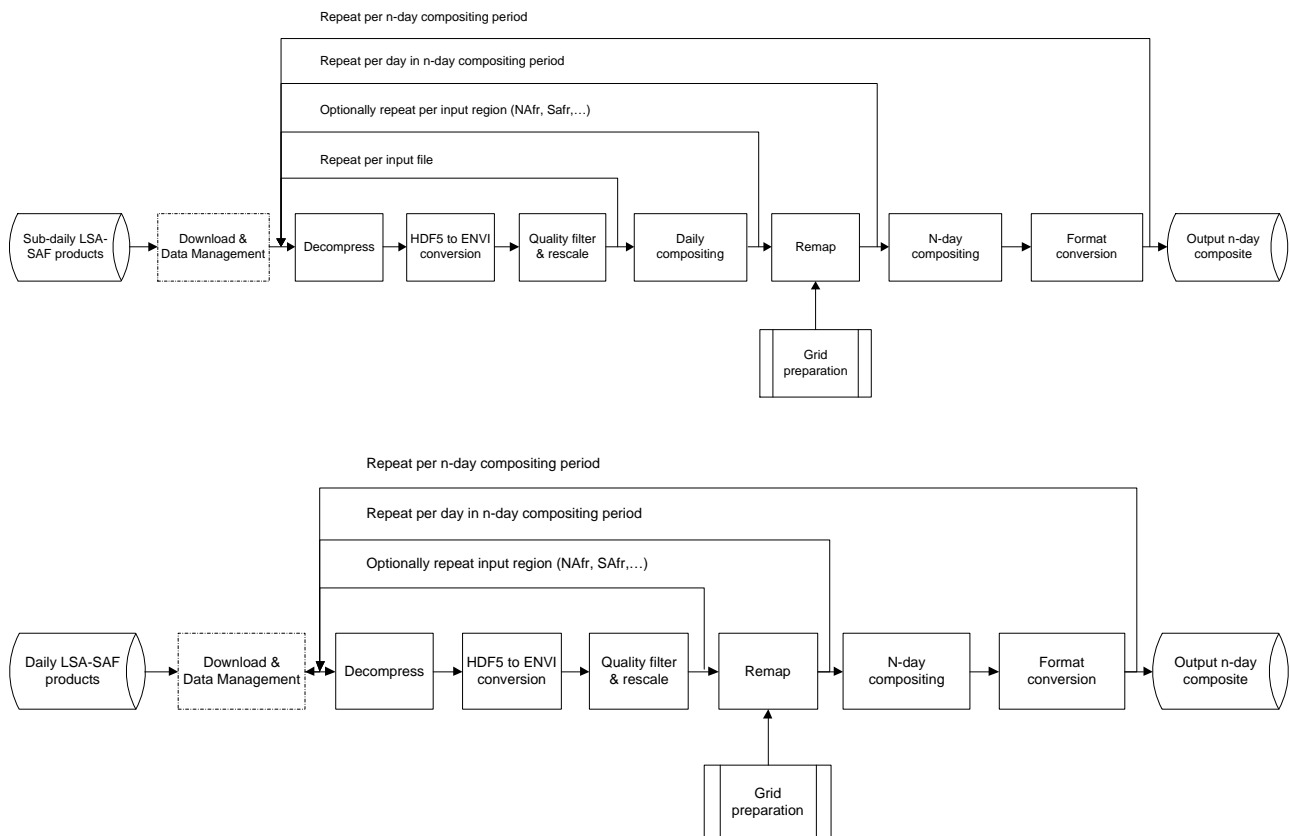 Repeat per n-day compositing period
Repeat per day in n-day compositing period
Optionally repeat per input region (NAfr, Safr,…)
Repeat per input file
Sub-daily LSA-
SAF products
Download &
Data Management
Decompress
HDF5 to ENVI
conversion
Quality filter
& rescale
Daily
compositing
Remap
N-day
compositing
Format
conversion
Output n-day
composite
Grid
preparation
Repeat per n-day compositing period
Repeat per day in n-day compositing period
Optionally repeat input region (NAfr, SAfr,…)
Daily LSA-SAF
products
Download &
Data Management
Decompress
HDF5 to ENVI
conversion
Quality filter
& rescale
Remap
N-day
compositing
Format
conversion
Output n-day
composite
Grid
preparation